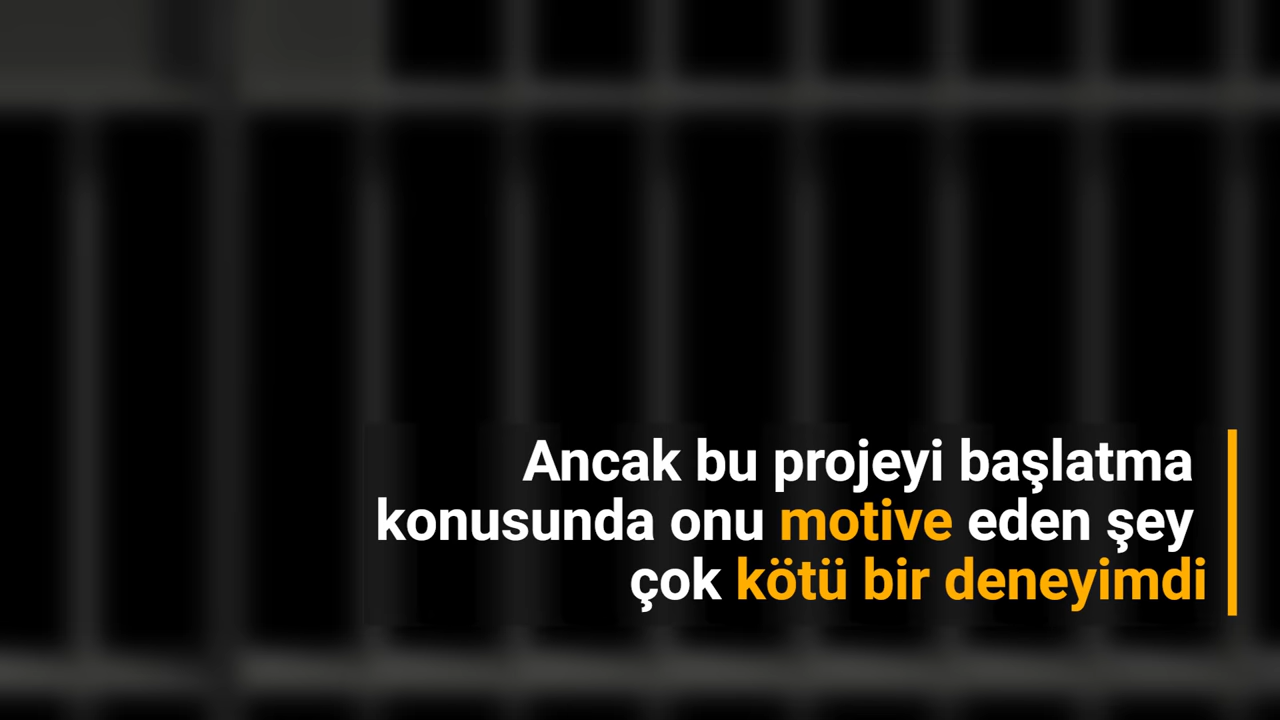 Ancak bu projeyi başlatma
konusunda onu motive eden şey
çok kötü bir deneyimdi